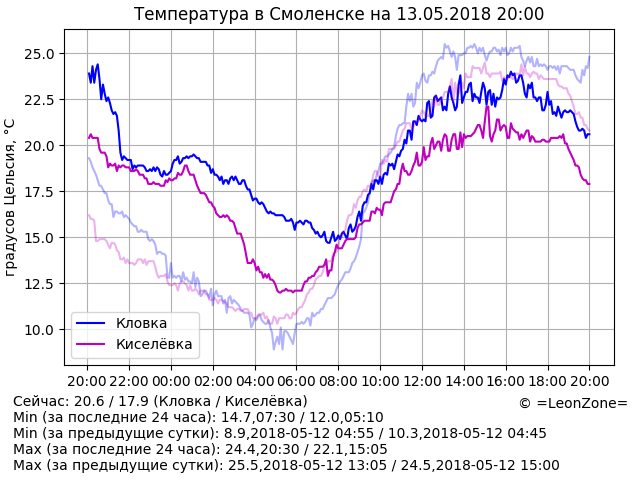 Температура в Смоленске на 13.05.2018 20:00
градусов Цельсия, °C
25.0
22.5
20.0
17.5
15.0
12.5
10.0
Кловка
Киселёвка
20:00 22:00 00:00 02:00 04:00 06:00 08:00 10:00 12:00 14:00 16:00 18:00 20:00
Сейчас: 20.6 / 17.9 (Кловка / Киселёвка)
© =LeonZone=
Min (за последние 24 часа): 14.7,07:30 / 12.0,05:10
Min (за предыдущие сутки): 8.9,2018-05-12 04:55 / 10.3,2018-05-12 04:45
Max (за последние 24 часа): 24.4,20:30 / 22.1,15:05
Max (за предыдущие сутки): 25.5,2018-05-12 13:05 / 24.5,2018-05-12 15:00